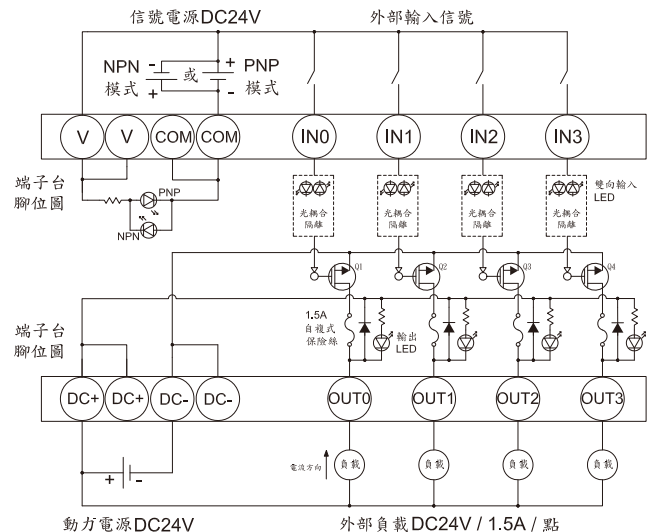 信號電源DC24V
外部輸入信號
- + 
NPN 或 PNP
模式 模式
+ -
V V COM COM IN0 IN1 IN2 IN3
端子台
腳位圖
PNP
NPN
光耦合
隔離
光耦合
隔離
光耦合
隔離
光耦合
隔離
雙向輸入
LED
Q1 Q2 Q3 Q4
端子台
腳位圖
1.5A
自複式
保險絲
輸出
LED
DC+ DC+ DC- DC- OUT0 OUT1 OUT2 OUT3
+ -
電流方向
負載 負載 負載 負載
動力電源DC24V
外部負載DC24V / 1.5A / 點